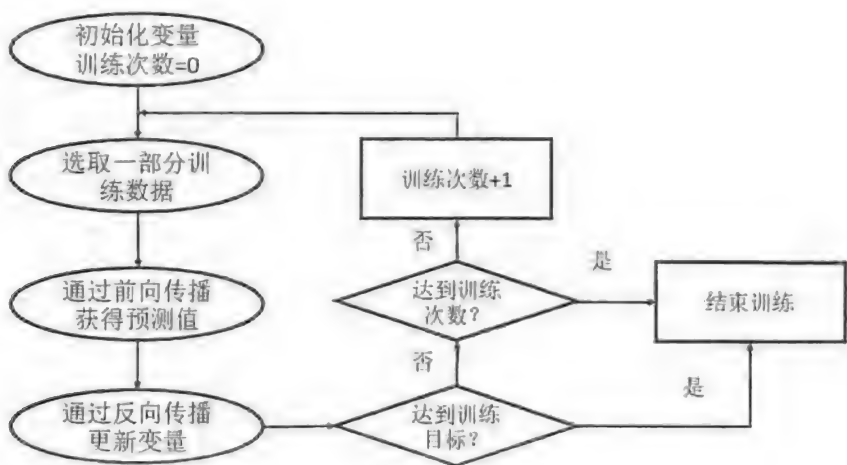 初始化变量
训练次数=0
选取一部分训
练数据
训练次数+1
否
是
通过前向传播
获得预测值
达到训练
次数?
结束训练
否
是
通过反向传播
更新变量
达到训练
目标?